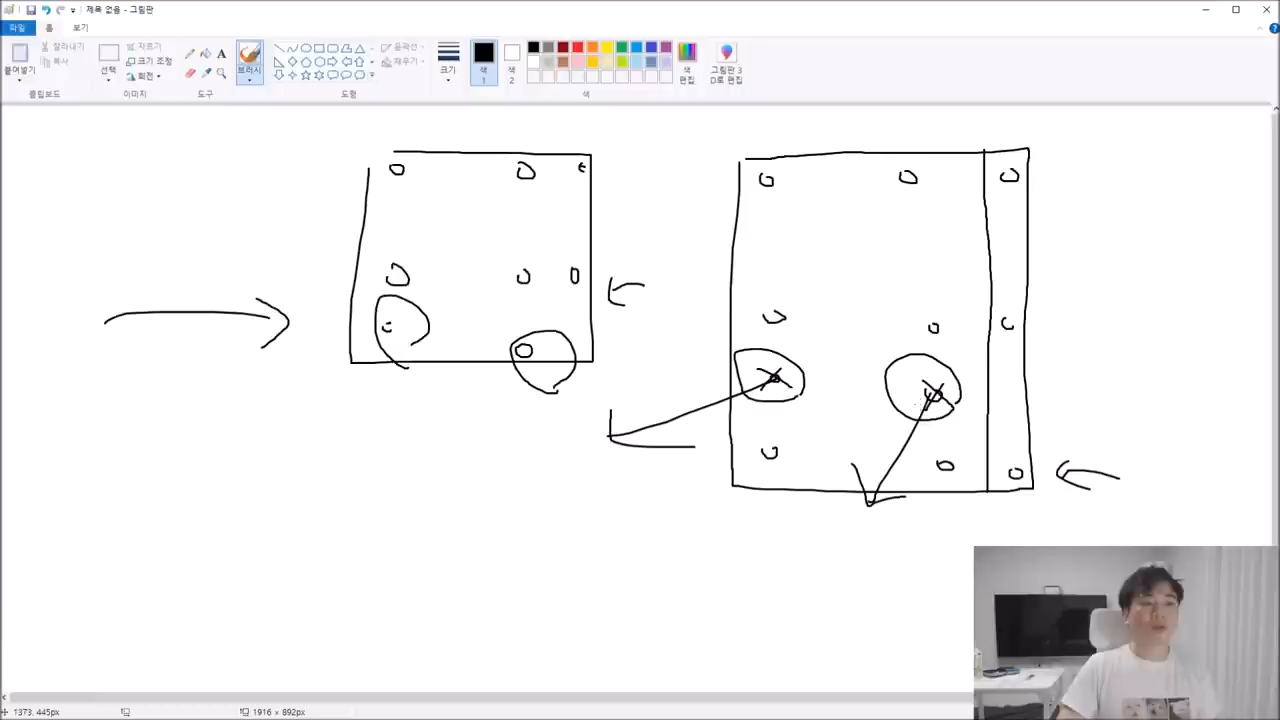 제목 없음 - 그림판
파일 홈 보기
붙여넣기
잘라내기
복사
클립보드
선택
자르기
크기 조정
회전
이미지
A
도구
브러시
윤곽선
채우기
도형
크기
색 1
색 2
색 편집
색
그림판 3D로 편집
1373, 445px
1916 × 892px